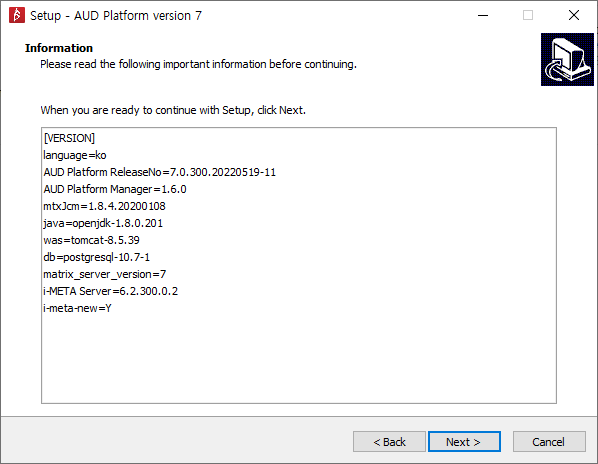 Setup - AUD Platform version 7
Information
Please read the following important information before continuing.
When you are ready to continue with Setup, click Next.
[VERSION]
language=ko
AUD Platform ReleaseNo=7.0.300.20220519-11
AUD Platform Manager=1.6.0
mtxJcm=1.8.4.20200108
java=openjdk-1.8.0.201
was=tomcat-8.5.39
db=postgresql-10.7-1
matrix_server_version=7
i-META Server=6.2.300.0.2
i-meta-new=Y
< Back
Next >
Cancel